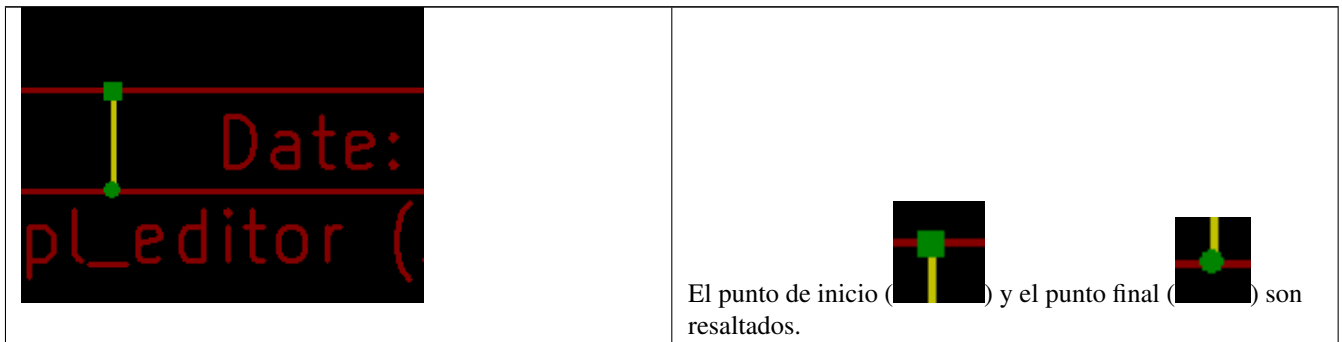 Date:
pl_editor (
El punto de inicio ( ) y el punto final ( ) son
resaltados.